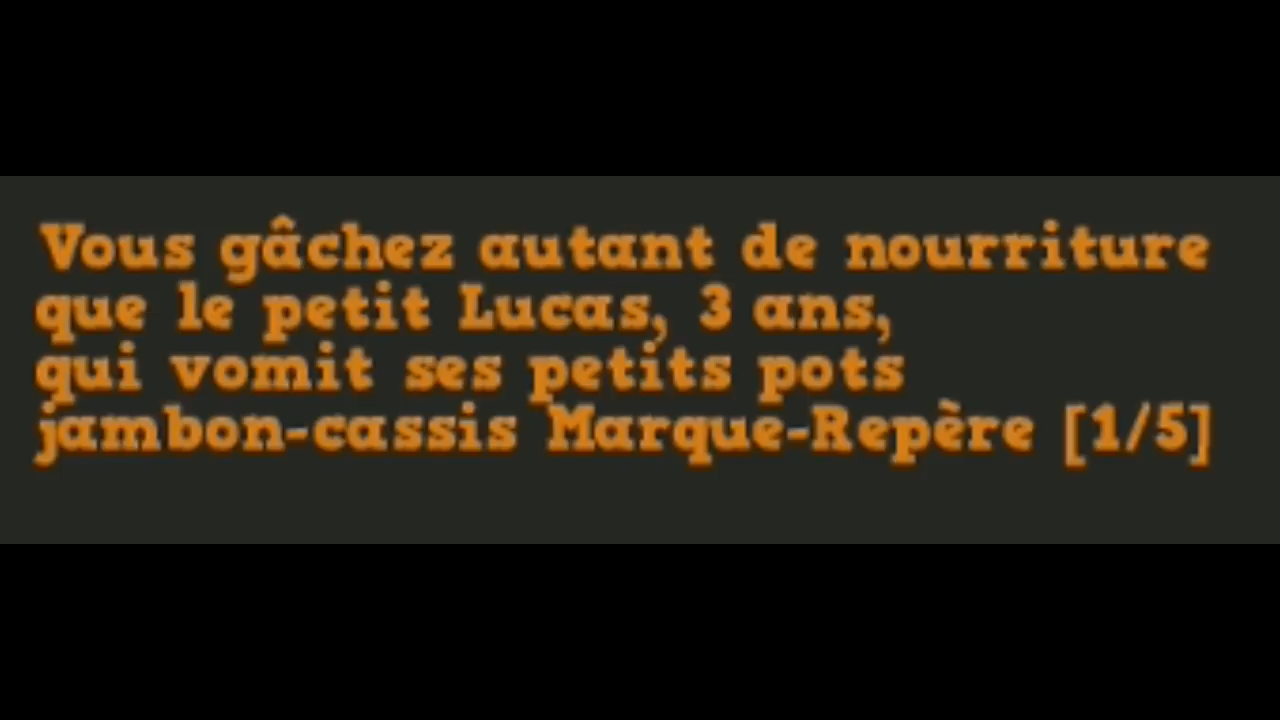 Vous gâchez autant de nourriture
que le petit Lucas, 3 ans,
qui vomit ses petits pots
jambon-cassis Marque-Repère [1/5]